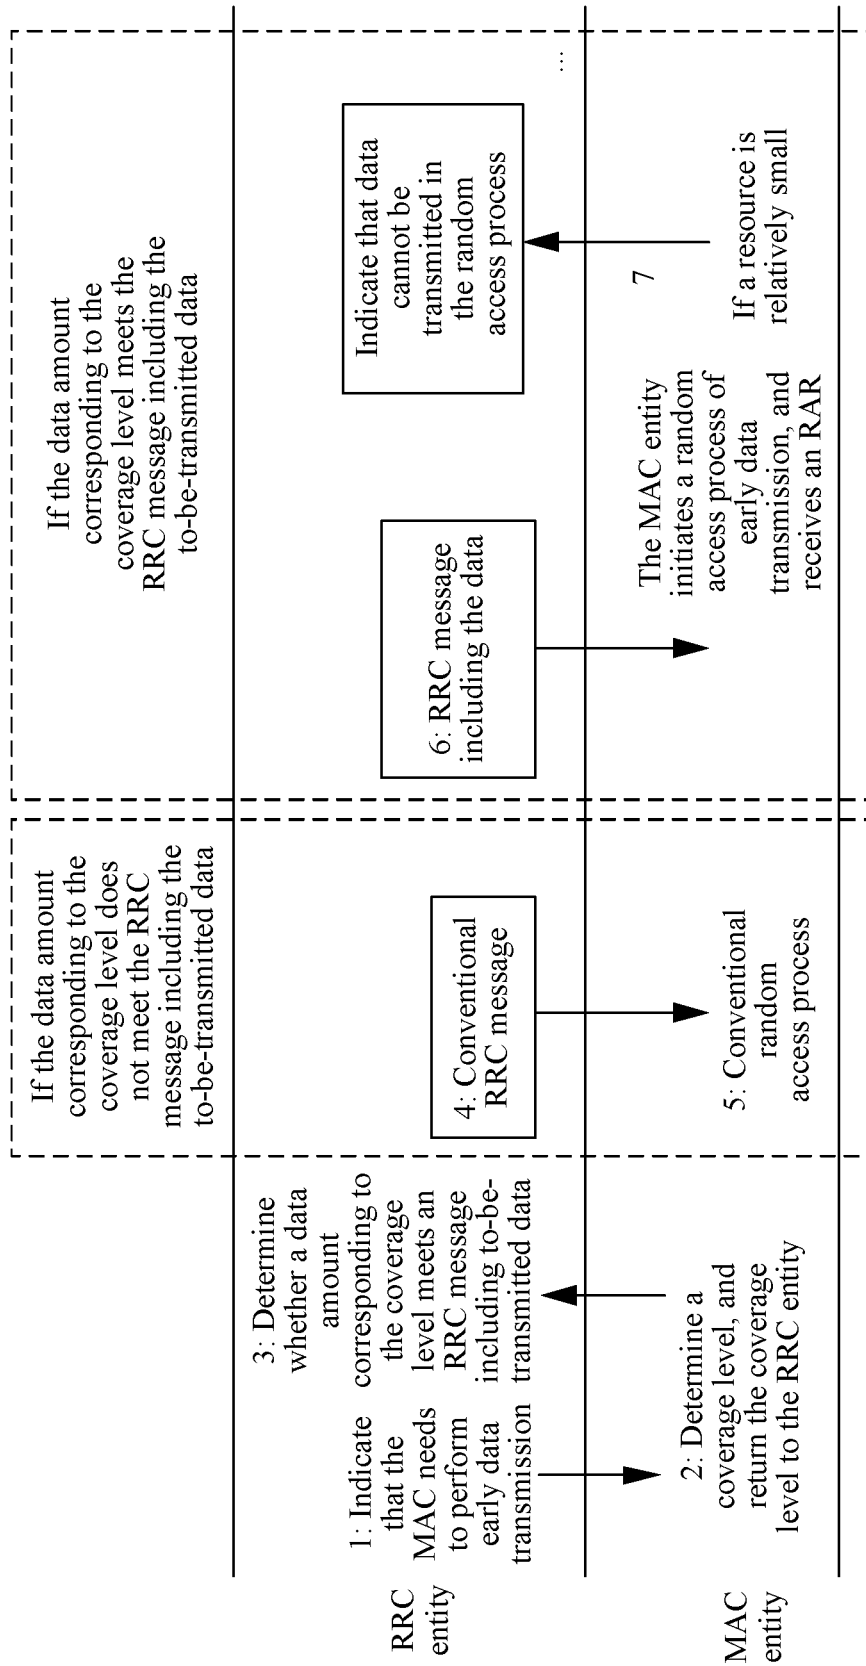 RRC
entity
MAC
entity
1: Indicate
that the
MAC needs
to perform
early data
transmission
2: Determine a
coverage level, and
return the coverage
level to the RRC entity
3: Determine
whether a data
amount
corresponding to
the coverage
level meets an
RRC message
including to-be-
transmitted data
If the data amount
corresponding to the
coverage level does
not meet the RRC
message including the
to-be-transmitted data
4: Conventional
RRC message
5: Conventional
random
access process
If the data amount
corresponding to the
coverage level meets the
RRC message including the
to-be-transmitted data
6: RRC message
including the data
The MAC entity
initiates a random
access process of
early data
transmission, and
receives an RAR
Indicate that data
cannot be
transmitted in
the random
access process
7
If a resource is
relatively small
...